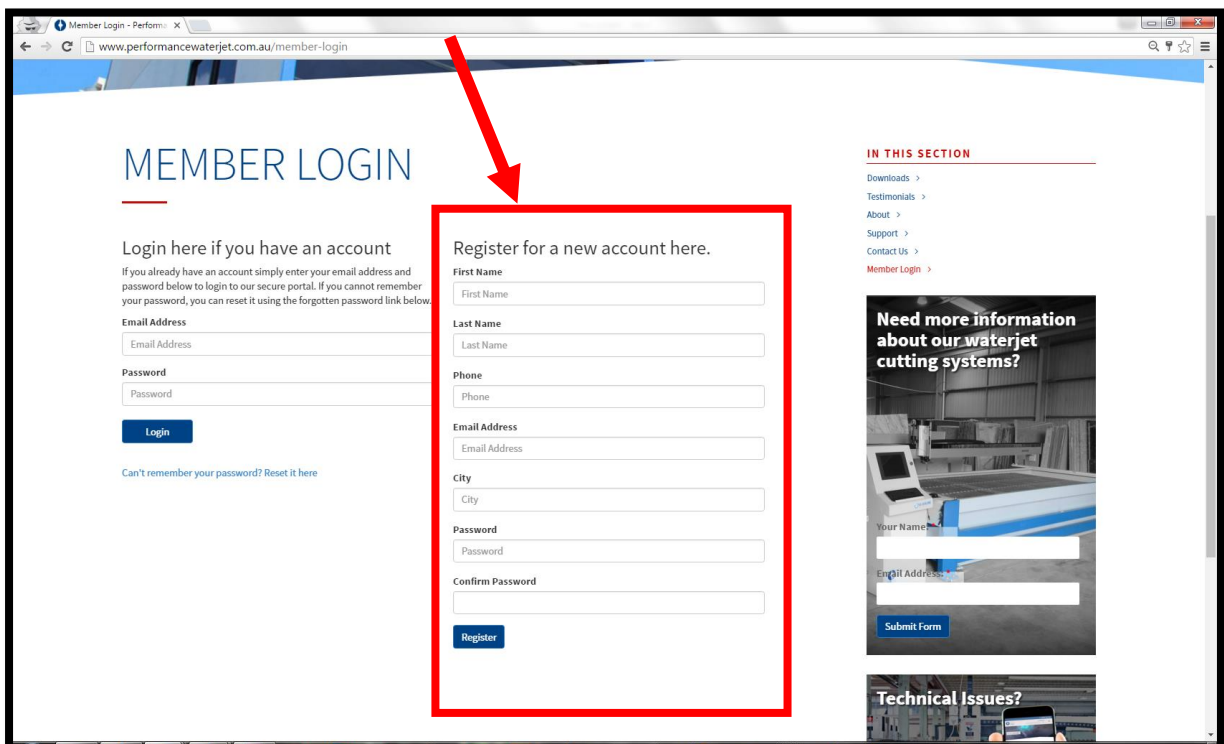 Member Login - Performa
www.performancewaterjet.com.au/member-login
MEMBER LOGIN
Login here if you have an account
If you already have an account simply enter your email address and
password below to login to our secure portal. If you cannot remember
your password, you can reset it using the forgotten password link below.
Email Address
Email Address
Password
Password
Login
Can't remember your password? Reset it here
Register for a new account here.
First Name
First Name
Last Name
Last Name
Phone
Phone
Email Address
Email Address
City
City
Password
Password
Confirm Password
Register
IN THIS SECTION
Downloads >
Testimonials >
About >
Support >
Contact Us >
Member Login >
Need more information
about our waterjet
cutting systems?
Your Name: *
Email Address: *
Submit Form
Technical Issues?